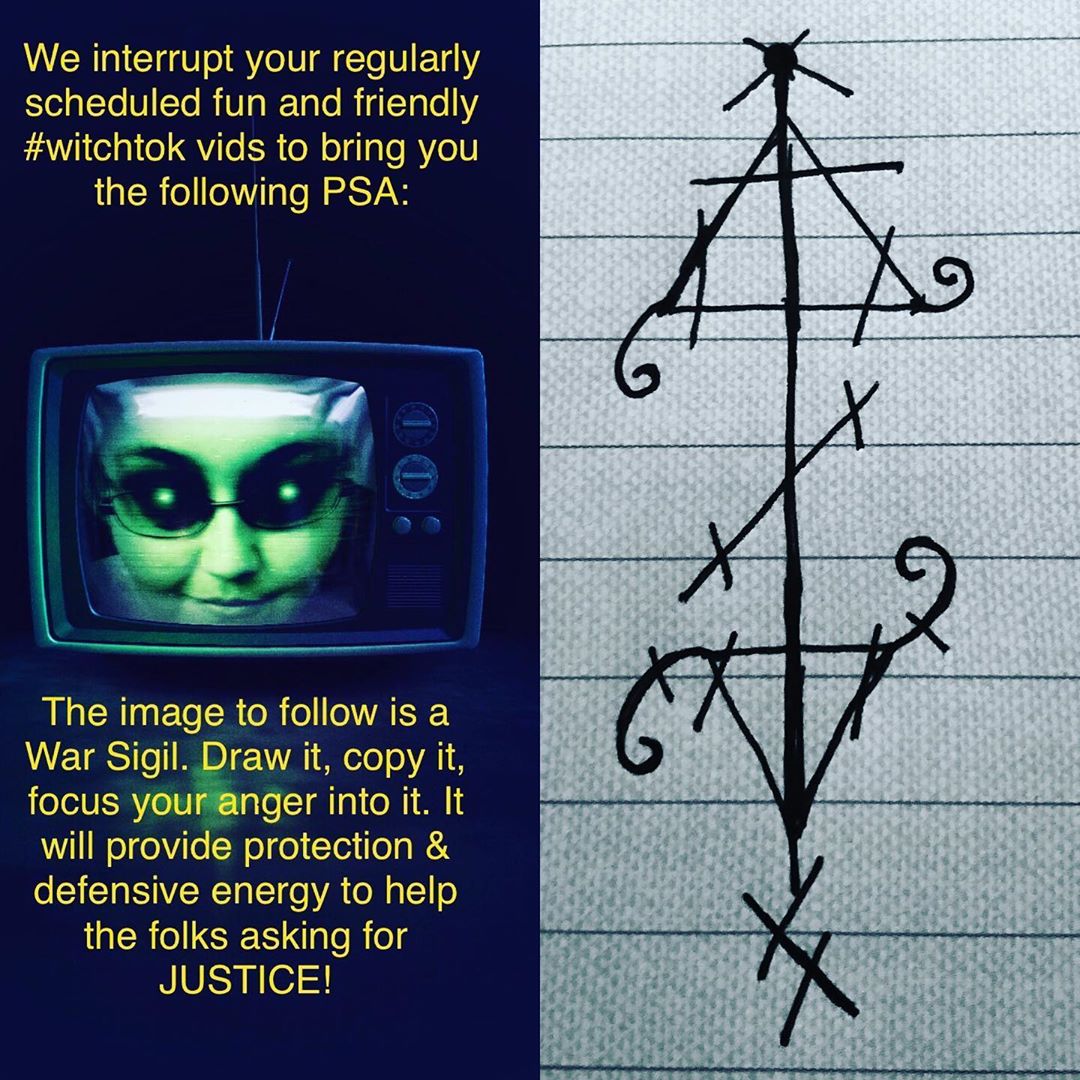 We interrupt your regularly
scheduled fun and friendly
#witchtok vids to bring you
the following PSA:
The image to follow is a
War Sigil. Draw it, copy it,
focus your anger into it. It
will provide protection &
defensive energy to help
the folks asking for
JUSTICE!